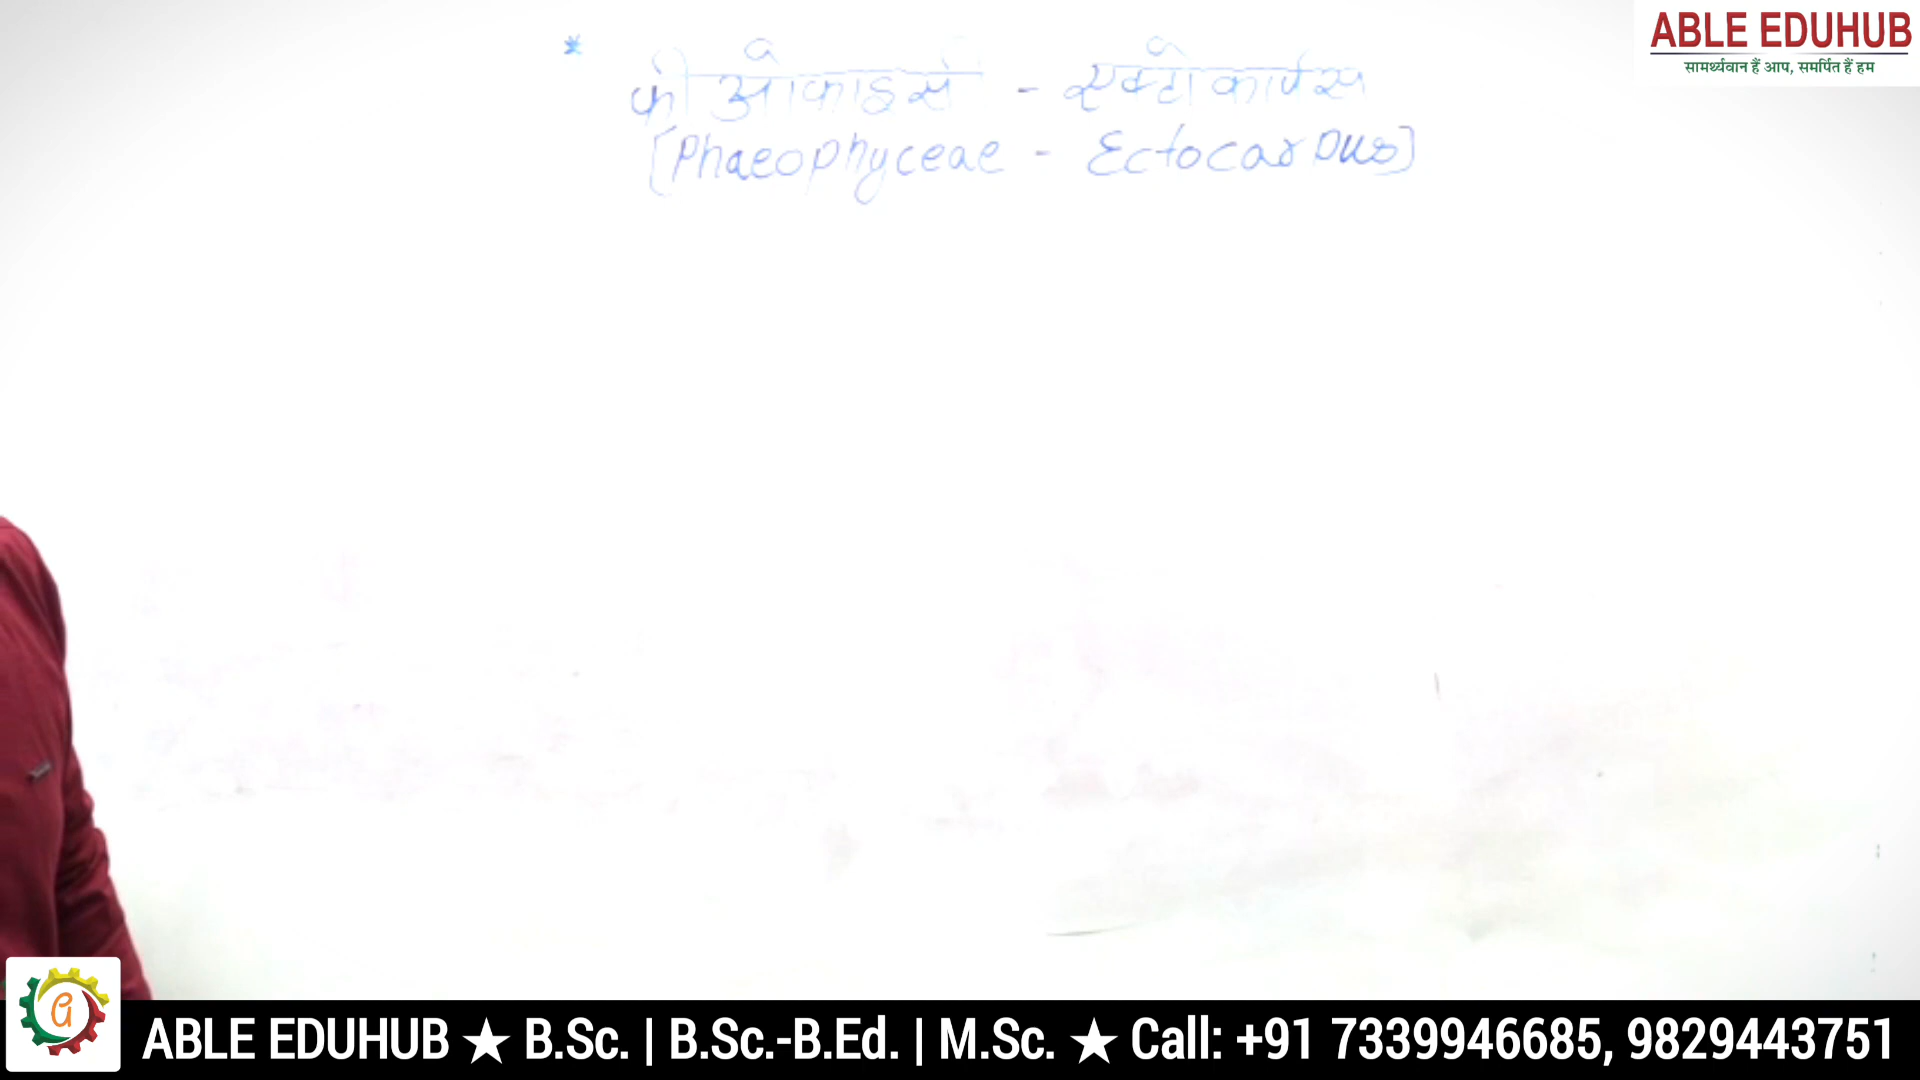 ABLE EDUHUB
सामर्थ्यवान हैं आप, समर्पित हैं हम
* फीओफाइसी - एक्टोकार्पस
[Phaeophyceae - Ectocarpus]
ABLE EDUHUB ★ B.Sc. | B.Sc.-B.Ed. | M.Sc. ★ Call: +91 7339946685, 9829443751